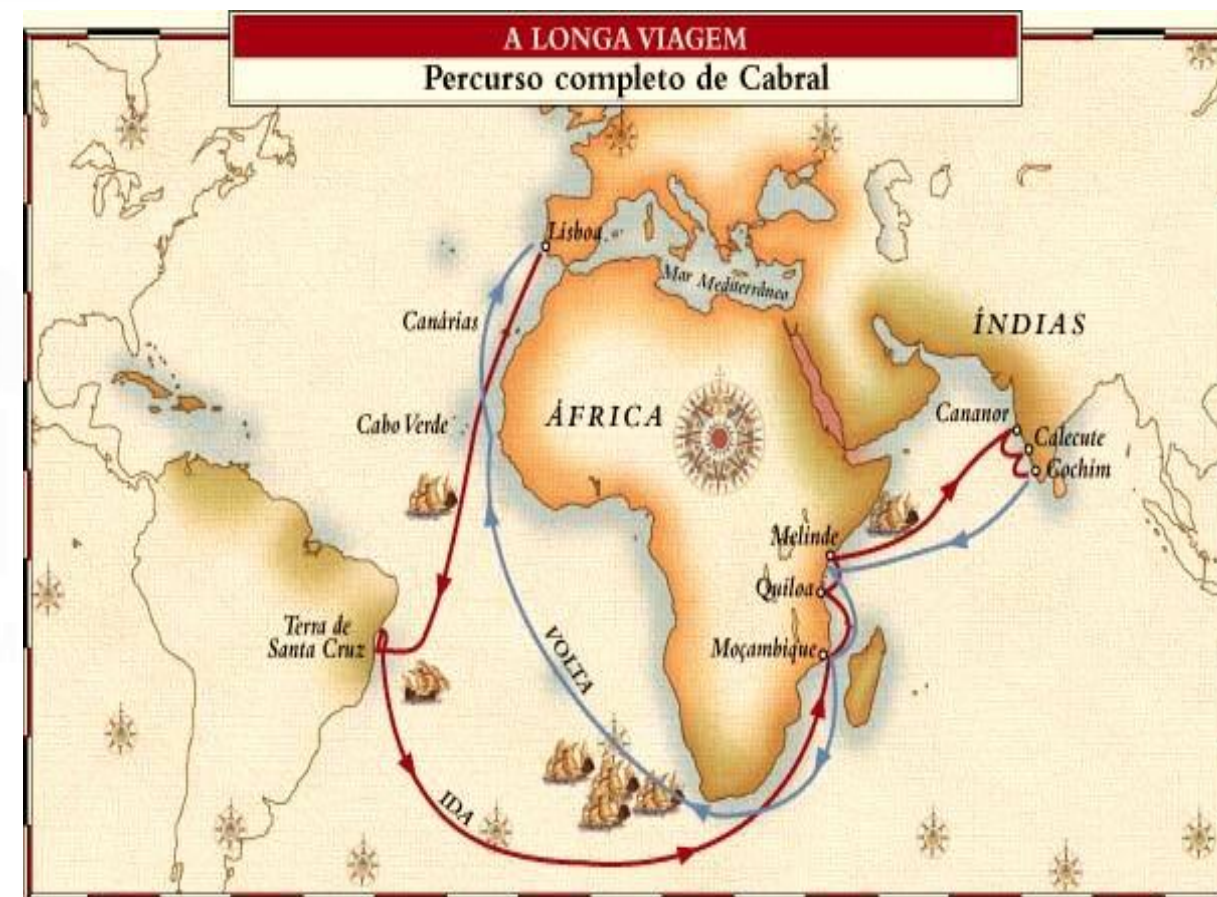 A LONGA VIAGEM
Percurso completo de Cabral
Lisboa
Mar Mediterrâneo
Canárias
ÍNDIAS
Cabo Verde
ÁFRICA
Cananor
Calecute
Cochim
Melinde
Quiloa
Terra de
Santa Cruz
Moçambique
VOLTA
IDA